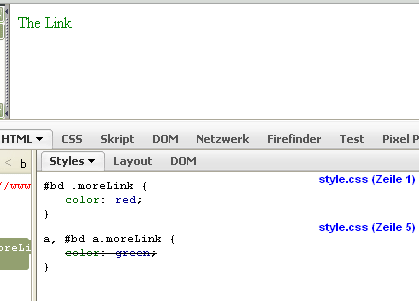 The Link
HTML CSS Skript DOM Netzwerk Firefinder Test Pixel P
< b Styles Layout DOM
//www
style.css (Zeile 1)
#bd .moreLink {
color: red;
}
style.css (Zeile 5)
a, #bd a.moreLink {
color: green;
}
oreLi